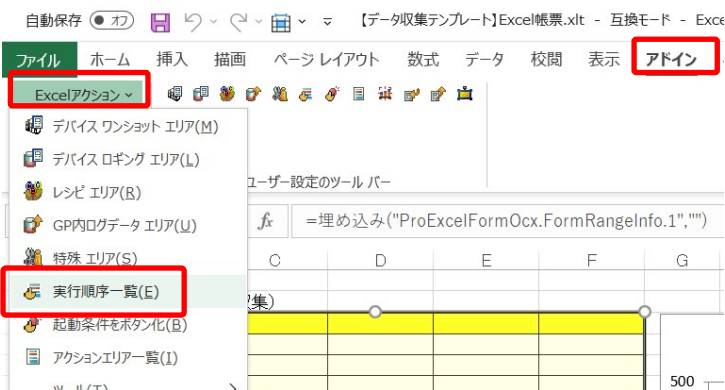 自動保存 オフ 【データ収集テンプレート】Excel帳票.xlt - 互換モード - Exc
ファイル ホーム 挿入 描画 ページ レイアウト 数式 データ 校閲 表示 アドイン
Excelアクション
デバイス ワンショット エリア(M)
デバイス ロギング エリア(L)
レシピ エリア(R)
ユーザー設定のツール バー
GP内ログデータ エリア(U)
fx =埋め込み("ProExcelFormOcx.FormRangeInfo.1","")
特殊 エリア(S)
C D E F G
実行順序一覧(E)
集)
起動条件をボタン化(B)
アクションエリア一覧(I)
500
ツール(T)